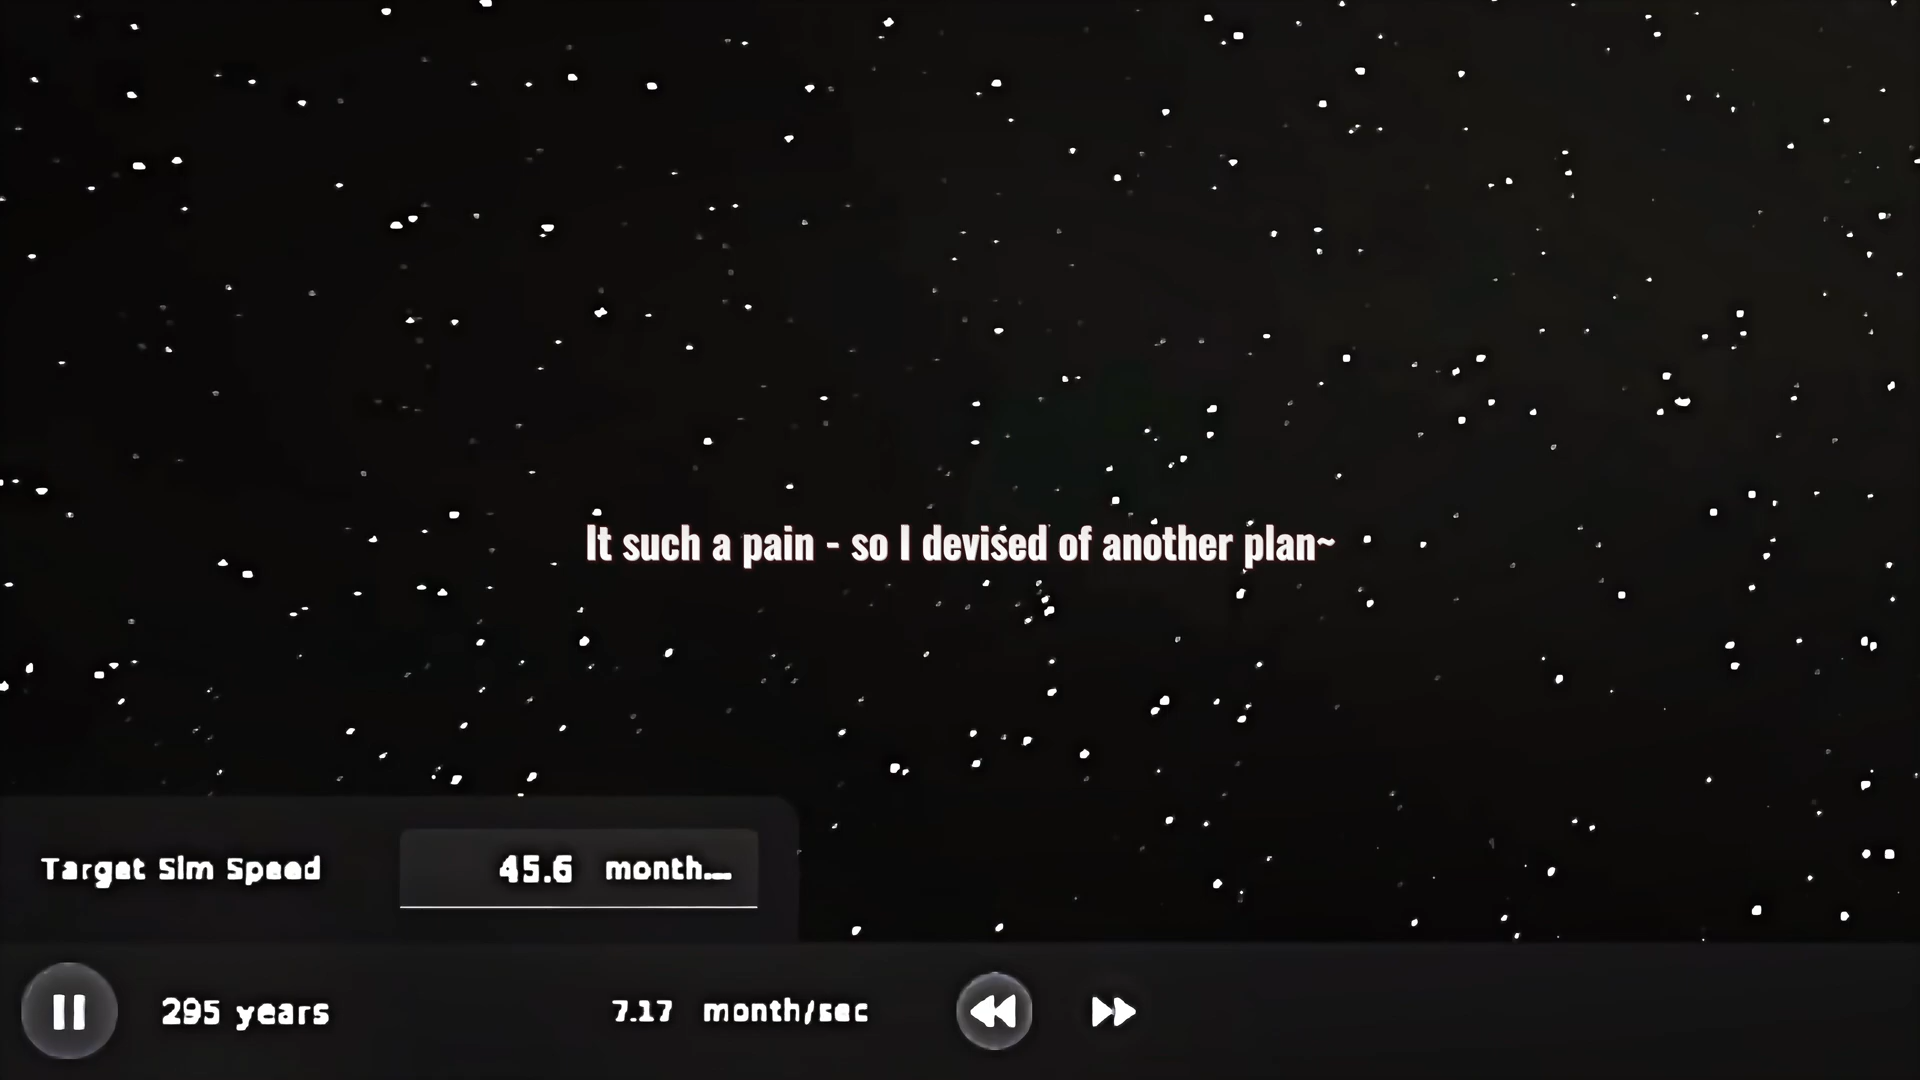 It such a pain - so I devised of another plan~
Target Sim Speed 45.6 month...
295 years 7.17 month/sec